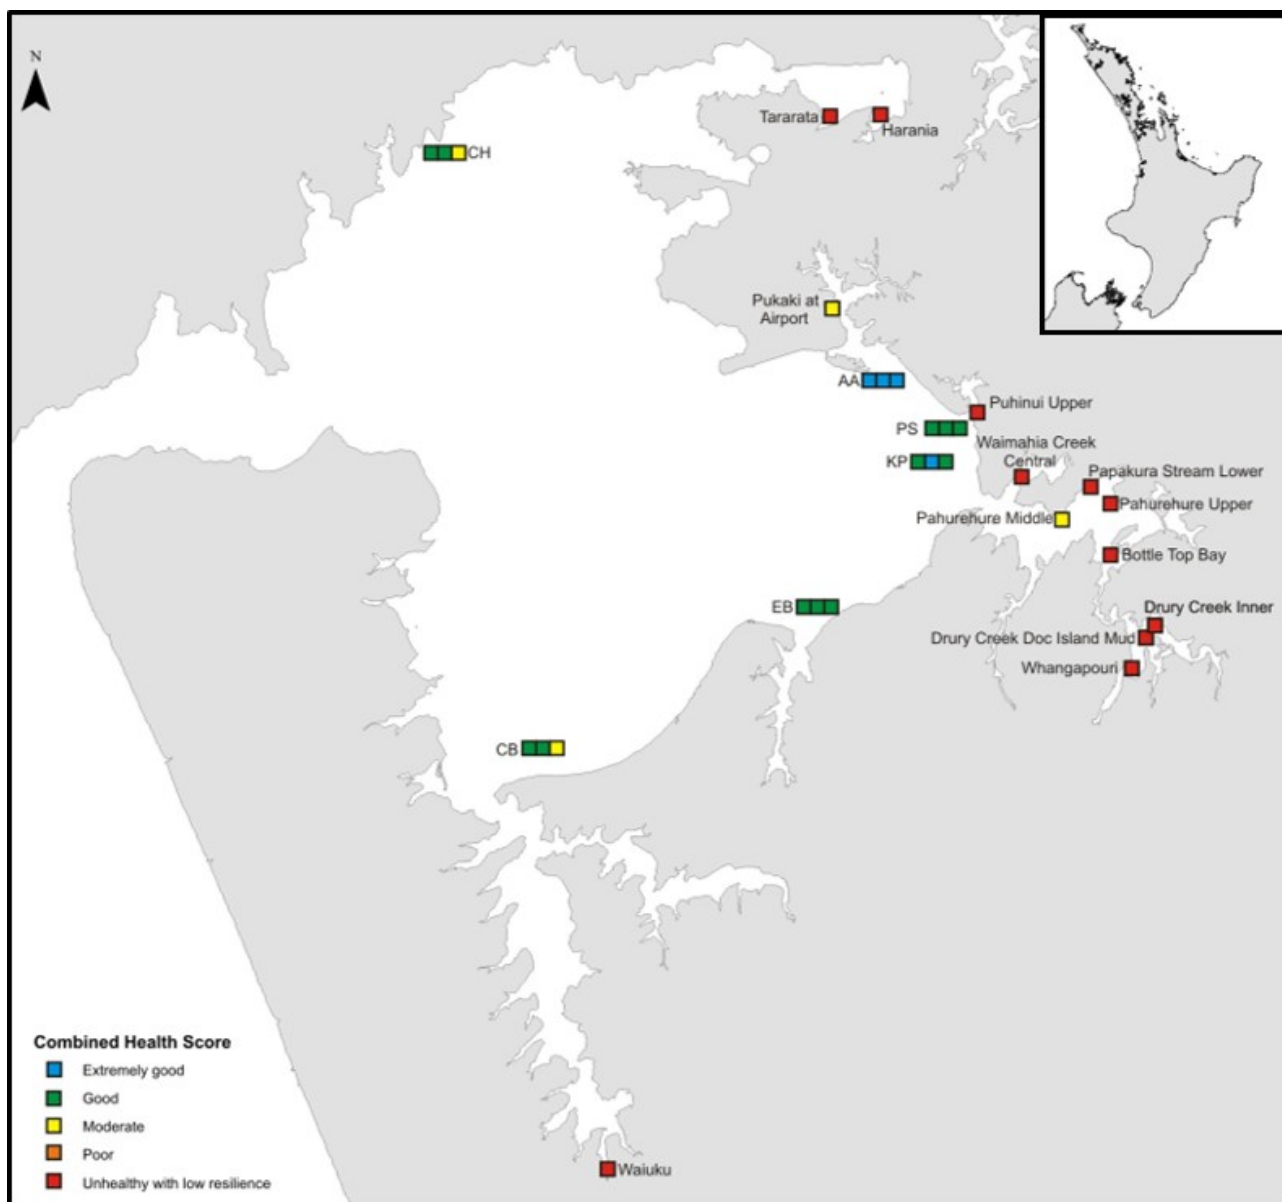 N
Tararata
Harania
CH
Pukaki at
Airport
AA
Puhinui Upper
PS
Waimahia Creek
Central
KP
Papakura Stream Lower
Pahurehure Upper
Pahurehure Middle
Bottle Top Bay
EB
Drury Creek Inner
Drury Creek Doc Island Mud
Whangapouri
CB
Combined Health Score
Extremely good
Good
Moderate
Poor
Unhealthy with low resilience
Waiuku